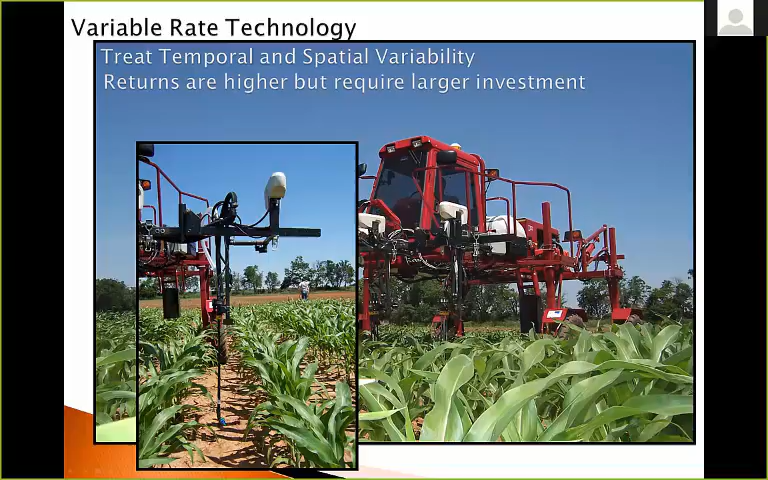 Variable Rate Technology
Treat Temporal and Spatial Variability
Returns are higher but require larger investment